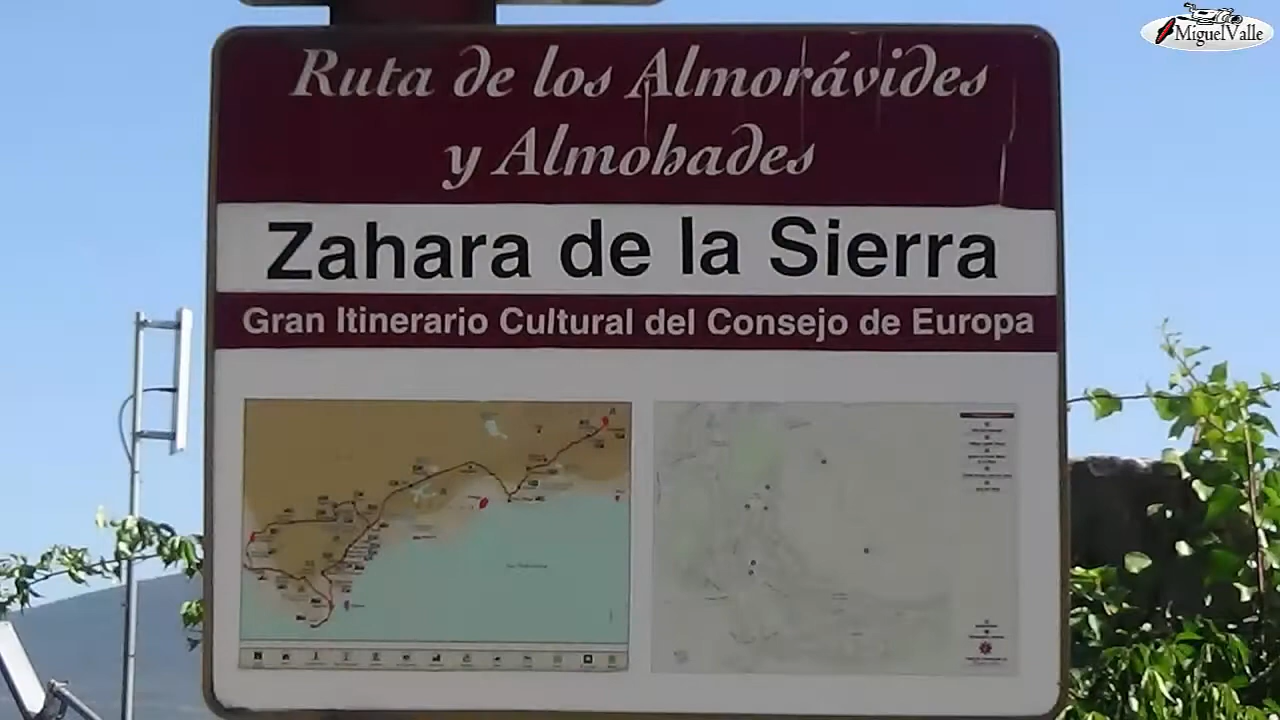 MiguelValle
Ruta de los Almorávides
y Almohades
Zahara de la Sierra
Gran Itinerario Cultural del Consejo de Europa